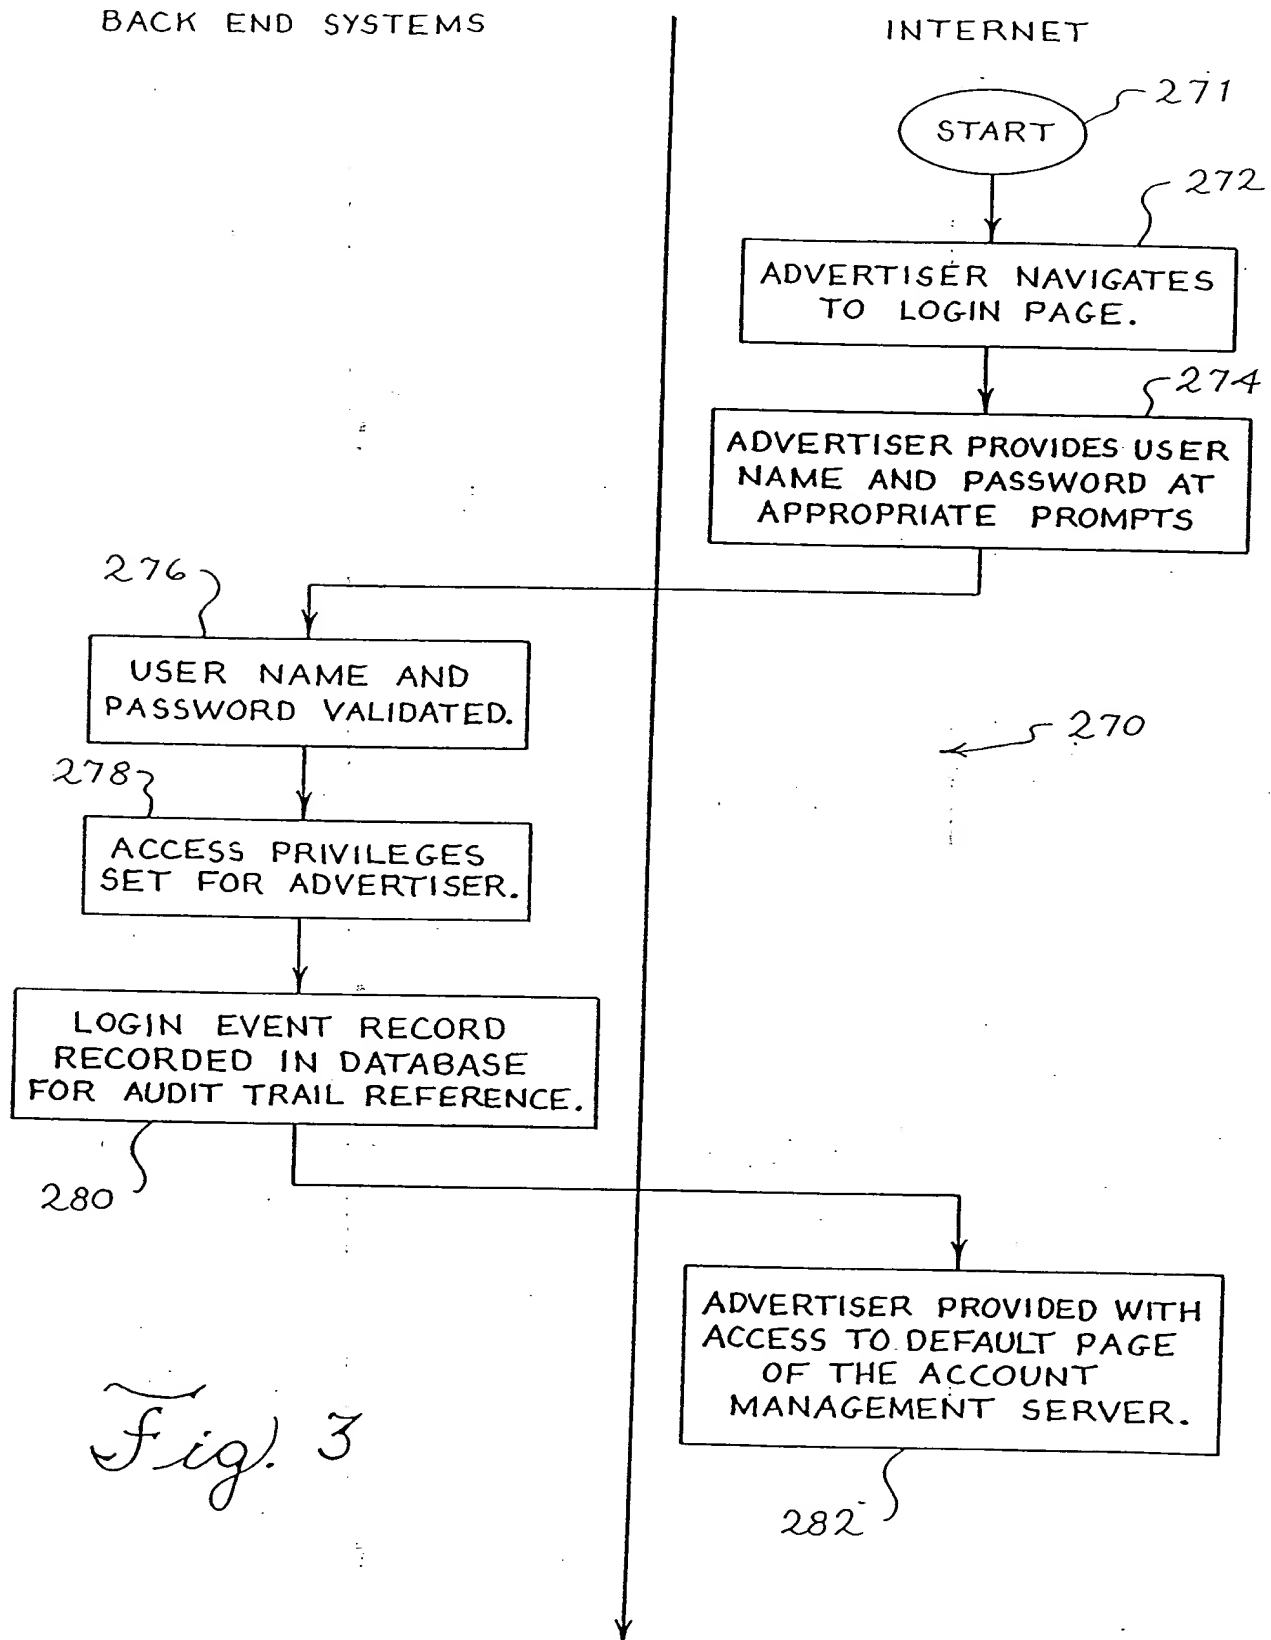 BACK END SYSTEMS
INTERNET
START
271
272
ADVERTISER NAVIGATES
TO LOGIN PAGE.
274
ADVERTISER PROVIDES USER
NAME AND PASSWORD AT
APPROPRIATE PROMPTS
276
USER NAME AND
PASSWORD VALIDATED.
270
278
ACCESS PRIVILEGES
SET FOR ADVERTISER.
LOGIN EVENT RECORD
RECORDED IN DATABASE
FOR AUDIT TRAIL REFERENCE.
280
ADVERTISER PROVIDED WITH
ACCESS TO DEFAULT PAGE
OF THE ACCOUNT
MANAGEMENT SERVER.
282
Fig. 3